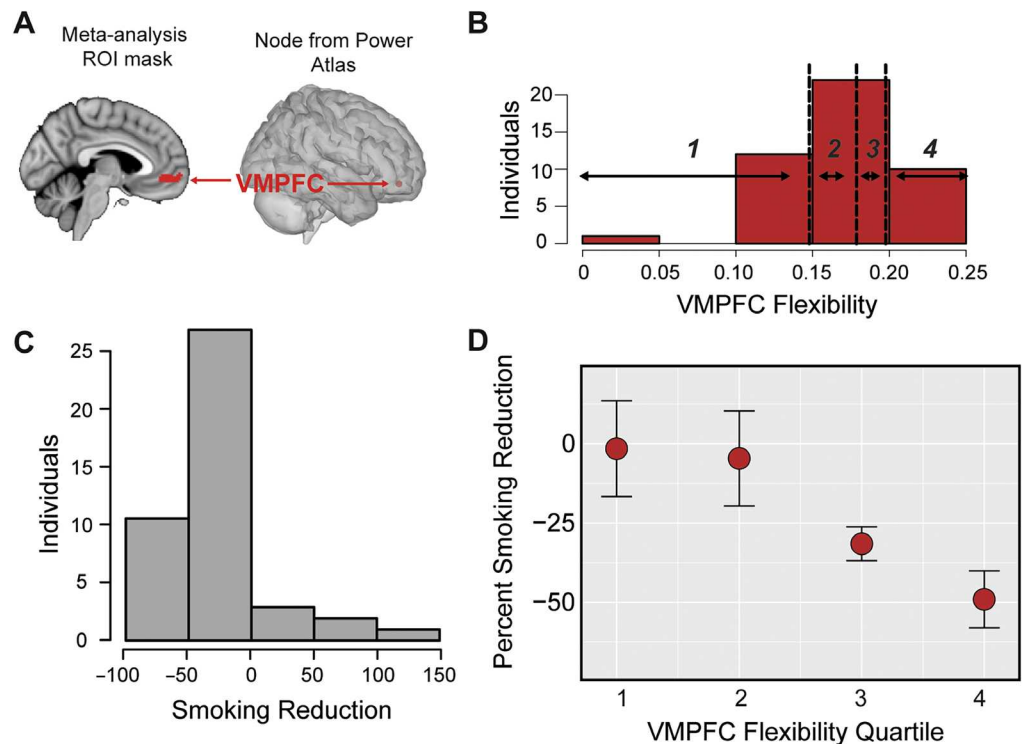 A
Meta-analysis
ROI mask
Node from Power
Atlas
VMPFC
B
Individuals
20
15
10
5
0
1
2
3
4
0 0.05 0.10 0.15 0.20 0.25
VMPFC Flexibility
C
Individuals
25
20
15
10
5
0
−100 −50 0 50 100 150
Smoking Reduction
D
Percent Smoking Reduction
0
−25
−50
1 2 3 4
VMPFC Flexibility Quartile